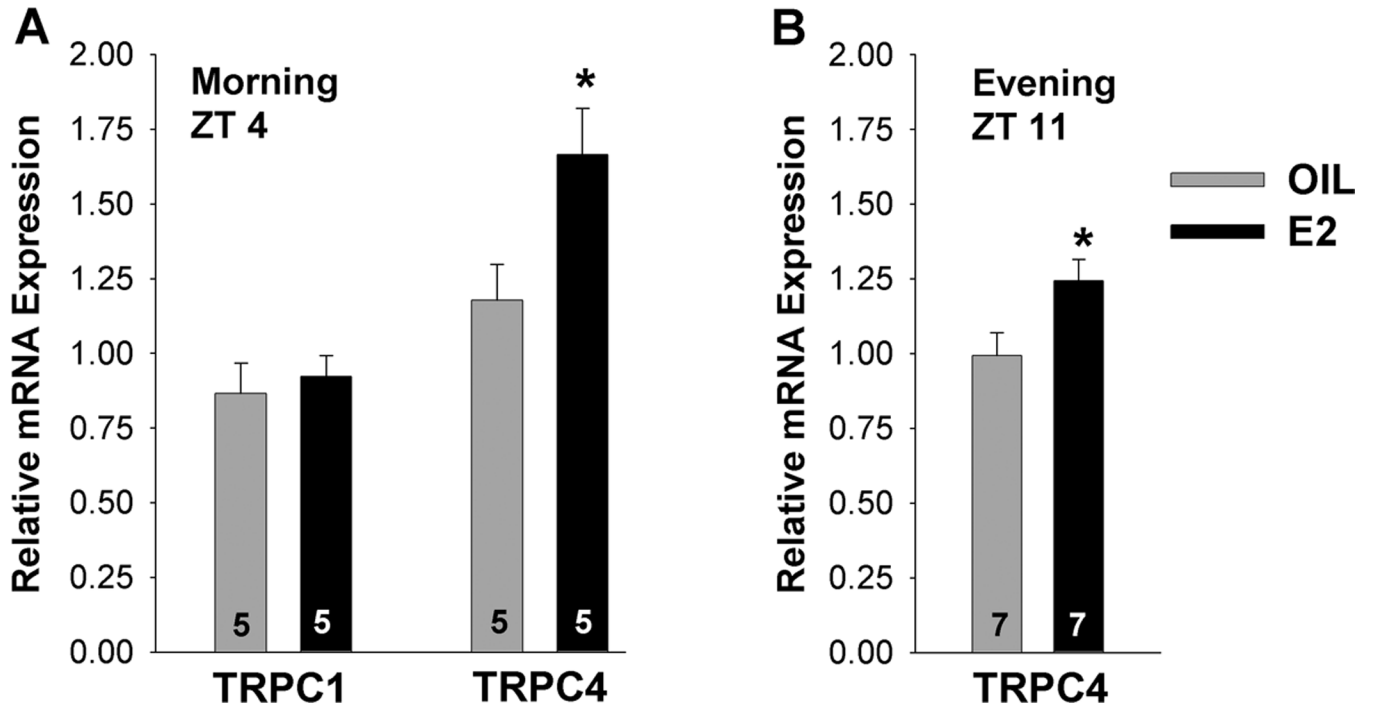 A
B
Relative mRNA Expression
2.00
1.75
1.50
1.25
1.00
0.75
0.50
0.25
0.00
Morning
ZT 4
*
5
5
5
5
TRPC1
TRPC4
Relative mRNA Expression
2.00
1.75
1.50
1.25
1.00
0.75
0.50
0.25
0.00
Evening
ZT 11
*
7
7
TRPC4
OIL
E2